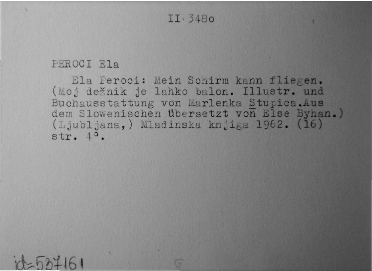 II 3480
PEROCI Ela
Ela Peroci: Mein Schirm kann fliegen.
(Moj dežnik je lahko balon. Illustr. und
Buchausstattung von Marlenka Stupica.Aus
dem Slowenischen übersetzt von Else Byhan.)
(Ljubljana,) Mladinska knjiga 1962. (16)
str. 4°.
id=537161